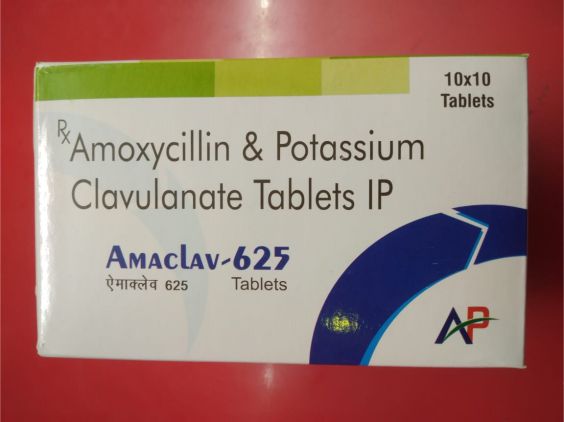 10x10
Tablets
Rx Amoxycillin & Potassium
Clavulanate Tablets IP
AMACLAV-625
ऐमाक्लेव 625 Tablets
AP